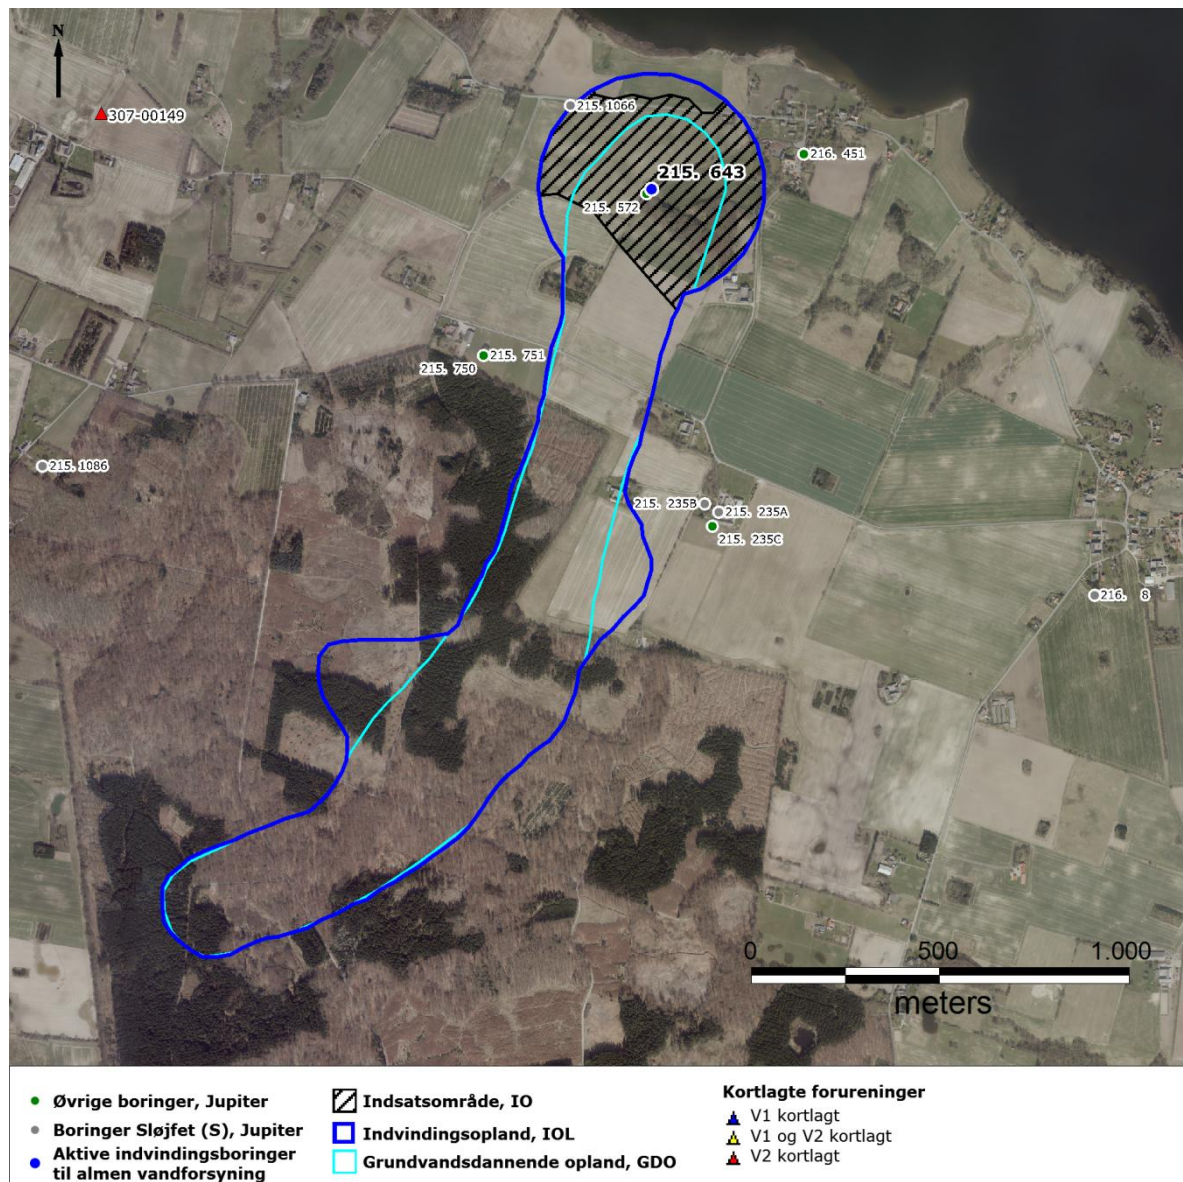 N
307-00149
215.1066
216. 451
215. 643
215. 572
215. 751
215. 750
215.1086
215. 235B
215. 235A
215. 235C
216. 8
0 500 1.000
meters
Øvrige boringer, Jupiter
Boringer Sløjfet (S), Jupiter
Aktive indvindingsboringer
til almen vandforsyning
Indsatsområde, IO
Indvindingsopland, IOL
Grundvandsdannende opland, GDO
Kortlagte forureninger
V1 kortlagt
V1 og V2 kortlagt
V2 kortlagt